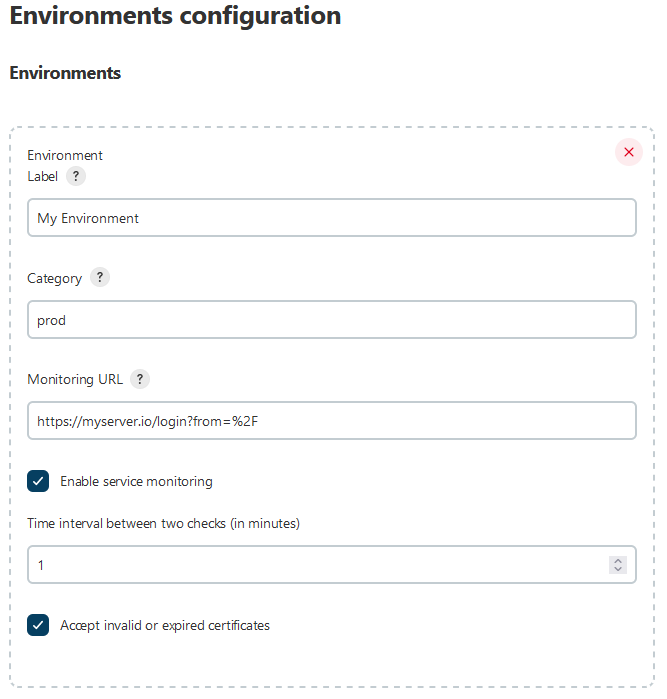 Environments configuration
Environments
Environment
Label ?
My Environment
Category ?
prod
Monitoring URL ?
https://myserver.io/login?from=%2F
Enable service monitoring
Time interval between two checks (in minutes)
1
Accept invalid or expired certificates